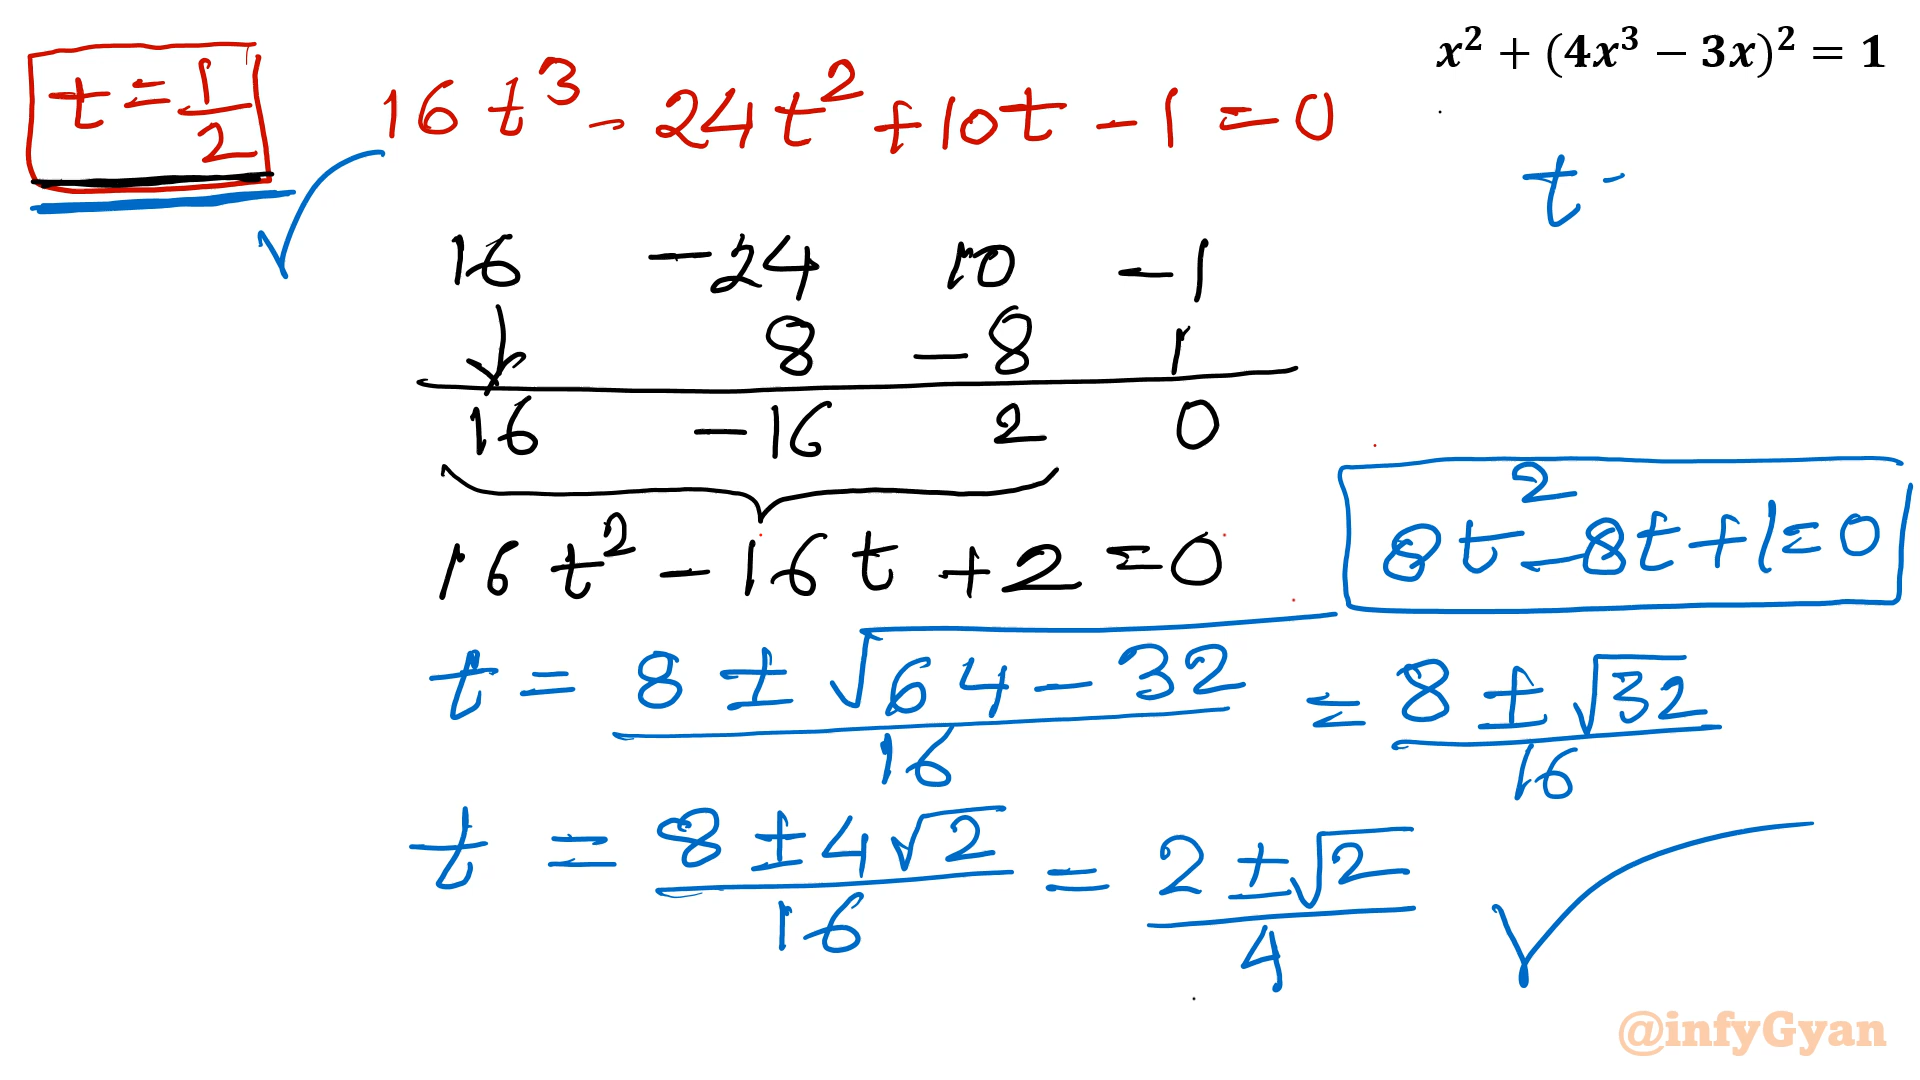 x² + (4x³ − 3x)² = 1
t = 1/2
16t³ − 24t² + 10t − 1 = 0
t -
16 −24 10 −1
8 −8 1
16 −16 2 0
16t² − 16t + 2 = 0
8t² − 8t + 1 = 0
t = (8 ± √(64 − 32))/16 = (8 ± √32)/16
t = (8 ± 4√2)/16 = (2 ± √2)/4
@infyGyan